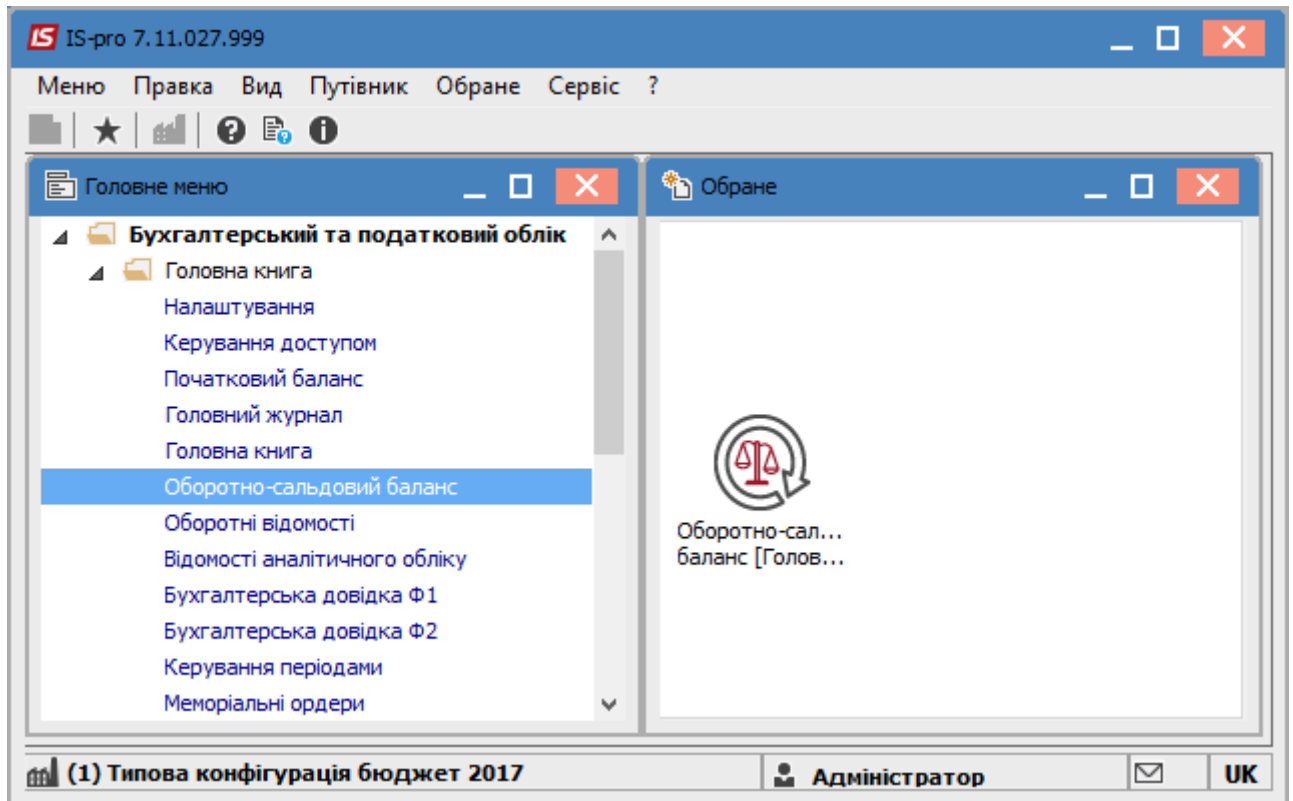 IS IS-pro 7.11.027.999
Меню Правка Вид Путівник Обране Сервіс ?
Головне меню
Бухгалтерський та податковий облік
Головна книга
Налаштування
Керування доступом
Початковий баланс
Головний журнал
Головна книга
Оборотно-сальдовий баланс
Оборотні відомості
Відомості аналітичного обліку
Бухгалтерська довідка Ф1
Бухгалтерська довідка Ф2
Керування періодами
Меморіальні ордери
Обране
Оборотно-сал...
баланс [Голов...
(1) Типова конфігурація бюджет 2017
Адміністратор
UK